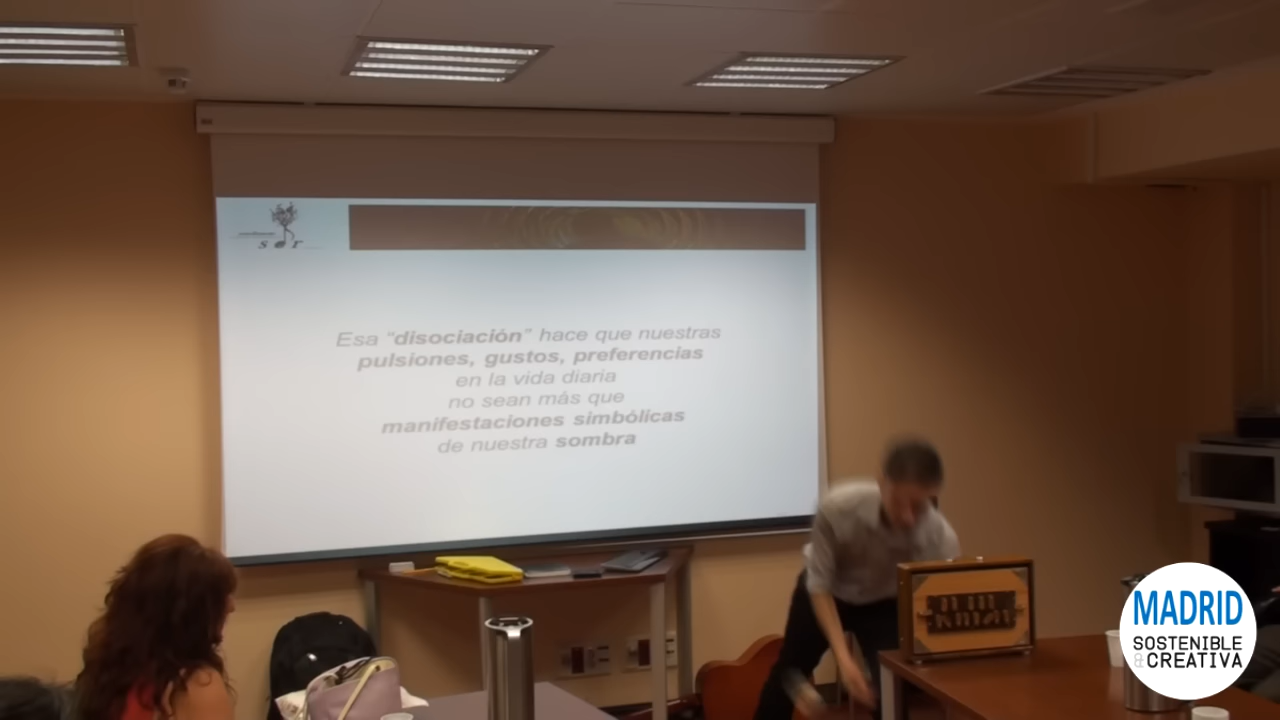 s r
Esa “disociación” hace que nuestras
pulsiones, gustos, preferencias
en la vida diaria
no sean más que
manifestaciones simbólicas
de nuestra sombra
MADRID
SOSTENIBLE
CREATIVA